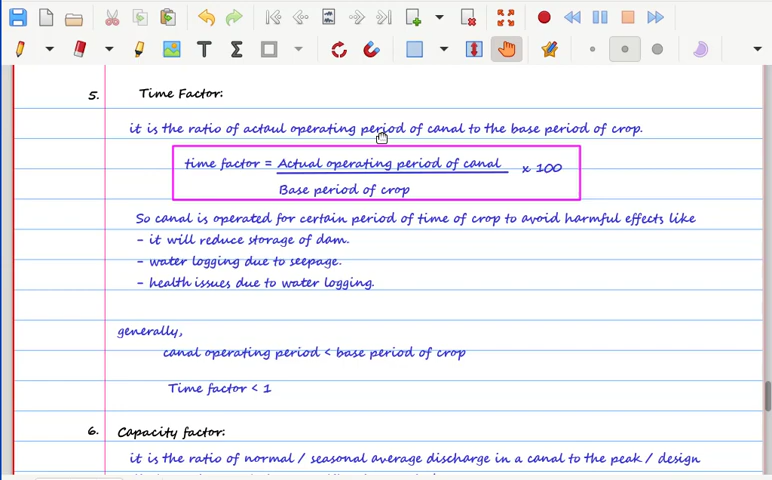 5. Time Factor:
it is the ratio of actaul operating period of canal to the base period of crop.
time factor = Actual operating period of canal x 100
Base period of crop
So canal is operated for certain period of time of crop to avoid harmful effects like
- it will reduce storage of dam.
- water logging due to seepage.
- health issues due to water logging.
generally,
canal operating period < base period of crop
Time factor < 1
6. Capacity factor:
it is the ratio of normal / seasonal average discharge in a canal to the peak / design